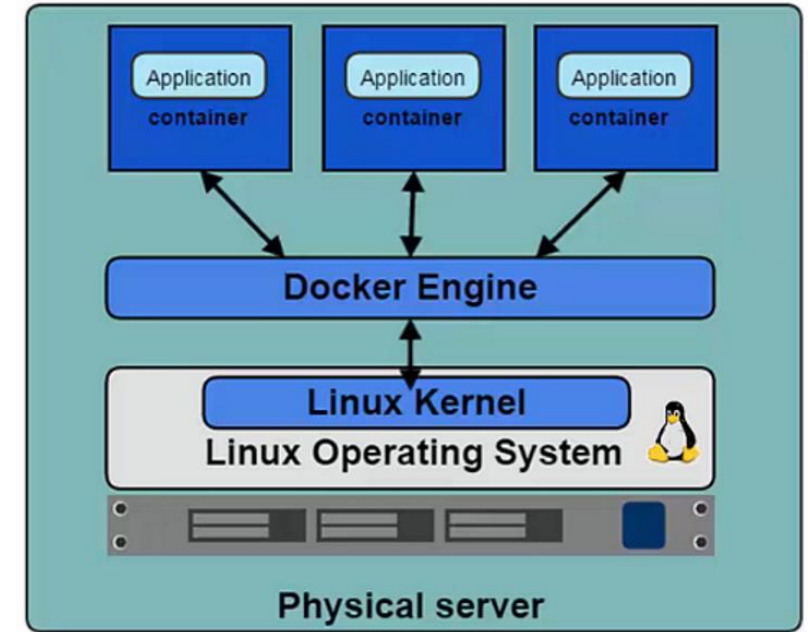 Application
container
Application
container
Application
container
Docker Engine
Linux Kernel
Linux Operating System
Physical server